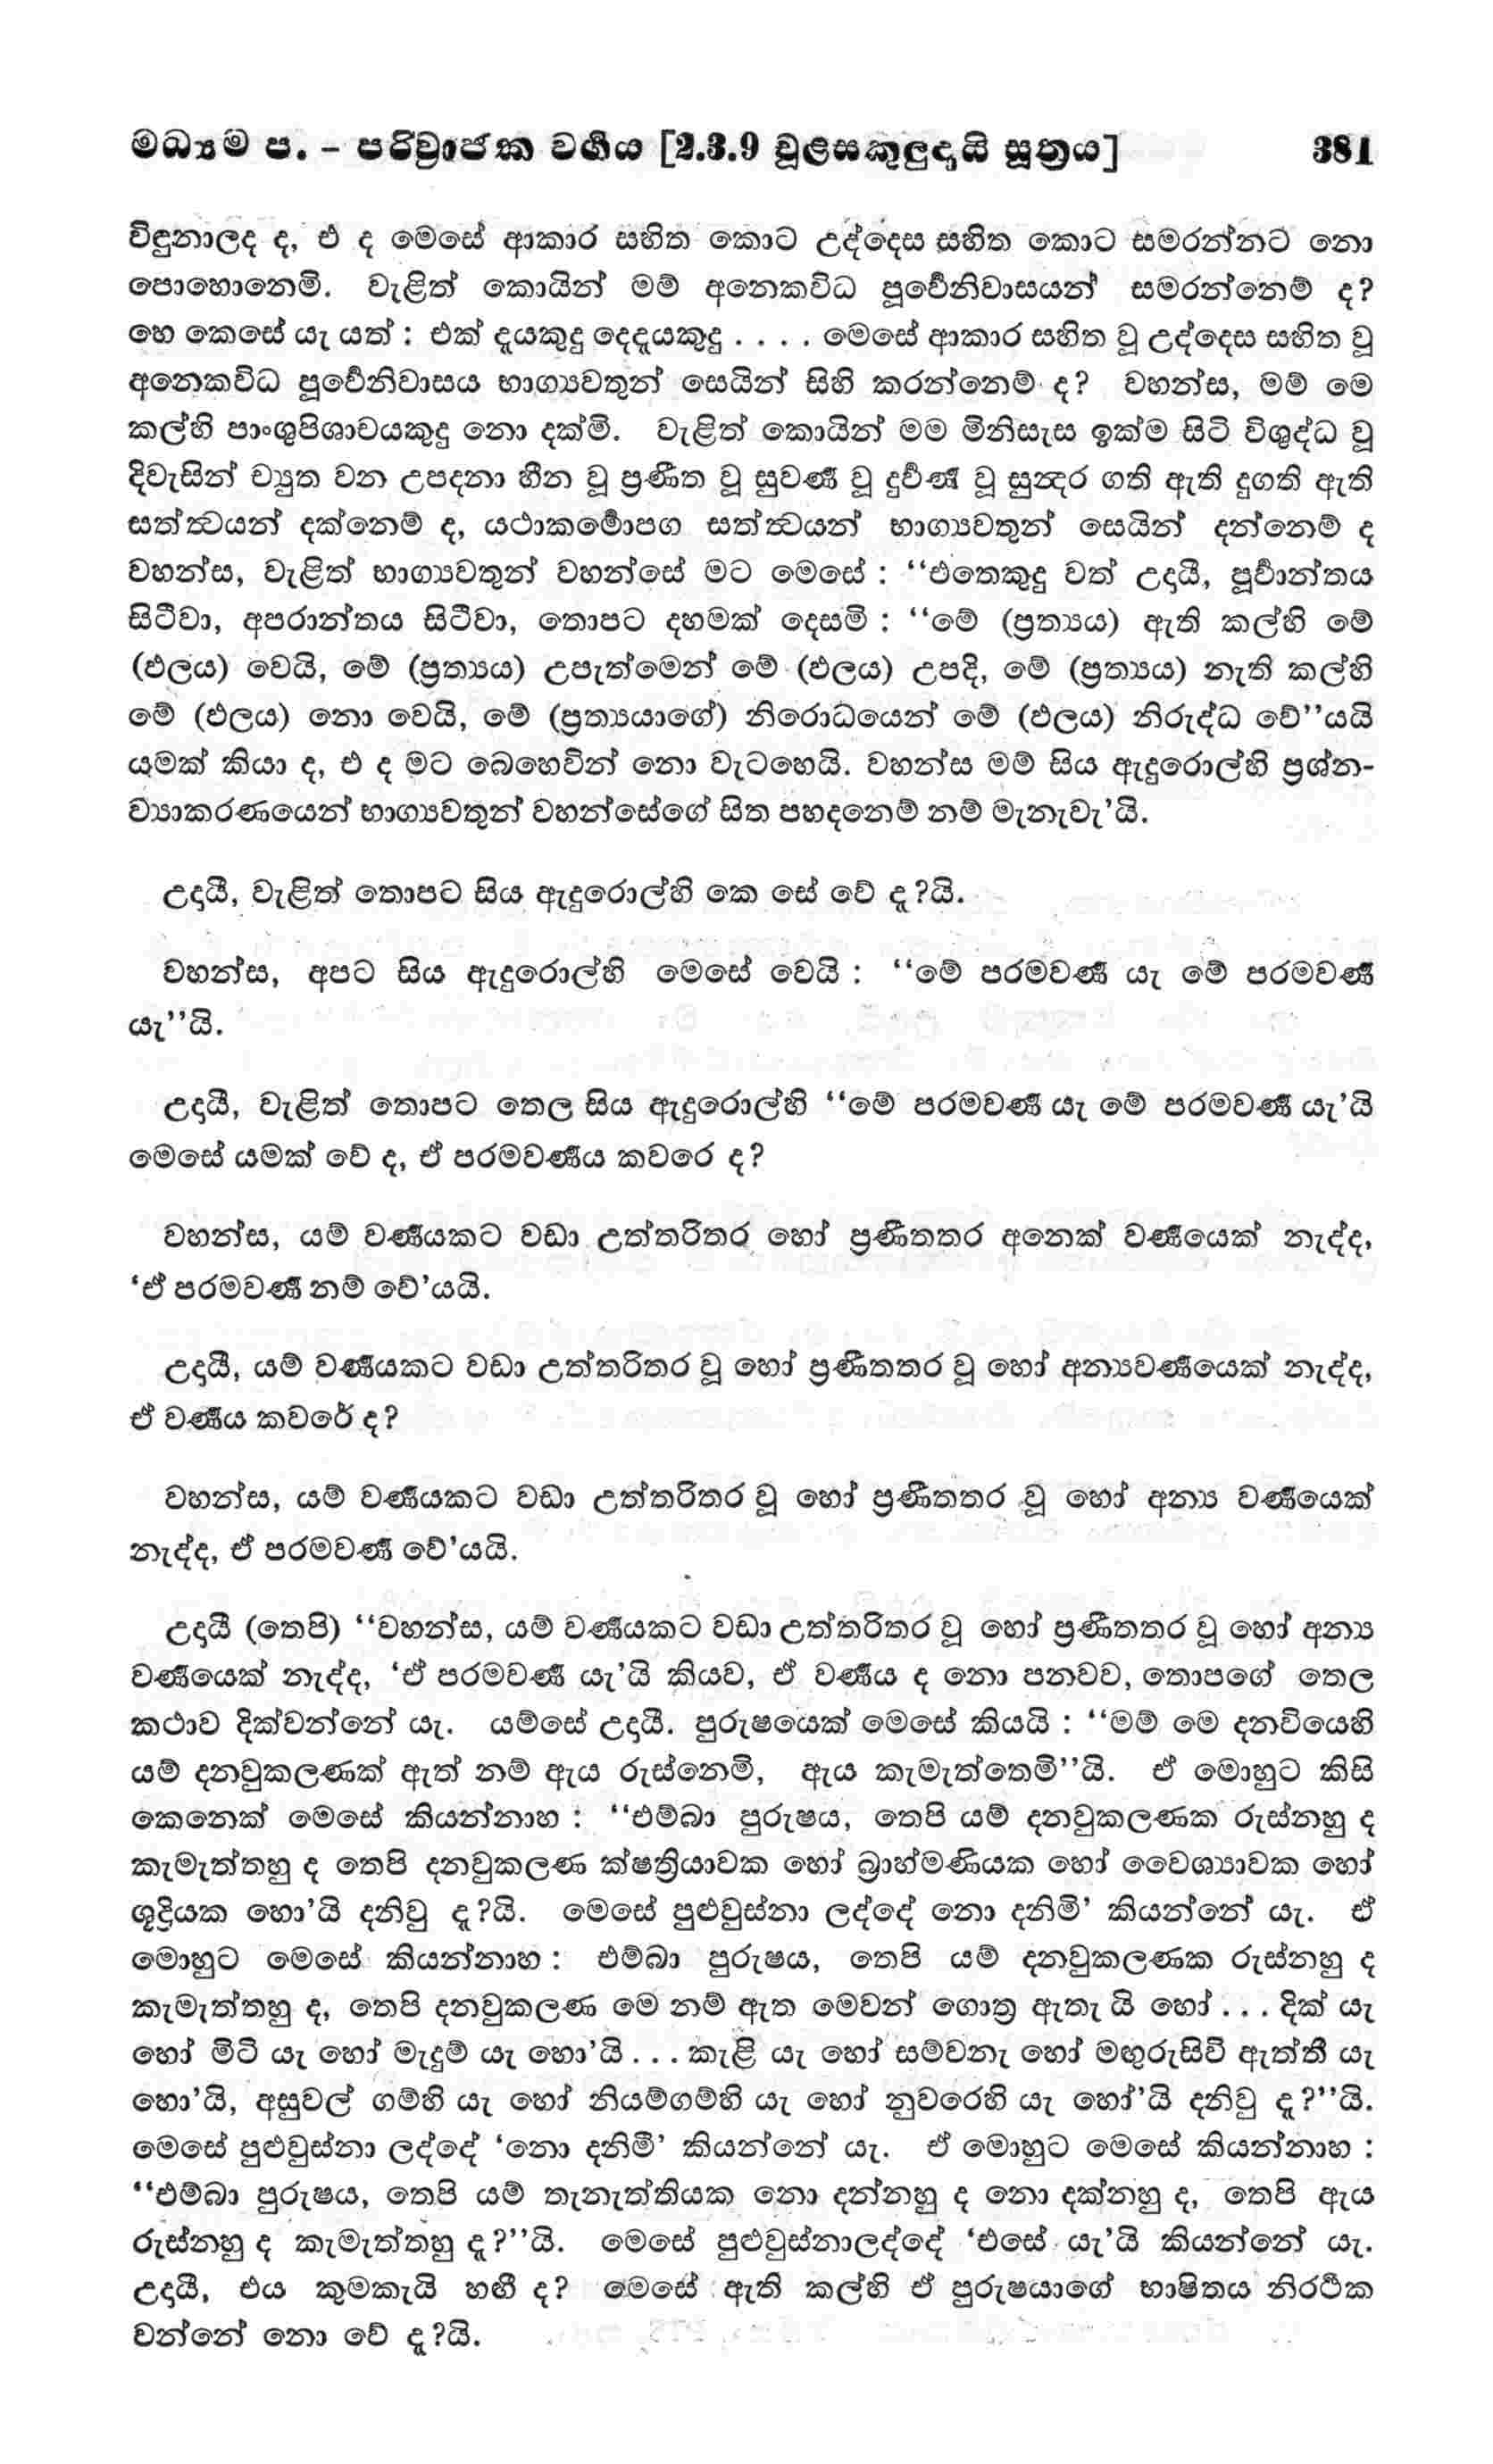 මධ්‍යම ප. – පරිව්‍රාජක වර්‍ගය [2.3.9 චූළසකුලුදායි සූත්‍රය] 381
විඳුනාලද ද, එ ද මෙසේ ආකාර සහිත කොට උද්දෙස සහිත කොට සමරන්නට නො
පොහොනෙමි. වැළිත් කොයින් මම් අනෙකවිධ පූර්‍වෙනිවාසයන් සමරන්නෙම් ද?
හෙ කෙසේ යැ යත් : එක් දායකුදු දෙදායකුදු . . . . මෙසේ ආකාර සහිත වූ උද්දෙස සහිත වූ
අනෙකවිධ පූර්‍වෙනිවාසය භාග්‍යවතුන් සෙයින් සිහි කරන්නෙම් ද? වහන්ස, මම් මෙ
කල්හි පාංශුපිශාචයකුදු නො දක්මි. වැළිත් කොයින් මම මිනිසැස ඉක්ම සිටි විශුද්ධ වූ
දිවැසින් ච්‍යුත වන උපදනා හීන වූ ප්‍රණීත වූ සුවර්‍ණ වූ දුර්‍වර්‍ණ වූ සුන්‍දර ගති ඇති දුගති ඇති
සත්ත්‍වයන් දක්නෙම් ද, යථාකර්‍මොපග සත්ත්‍වයන් භාග්‍යවතුන් සෙයින් දන්නෙම් ද
වහන්ස, වැළිත් භාග්‍යවතුන් වහන්සේ මට මෙසේ : ‘‘එතෙකුදු වත් උදායී, පූර්‍වාන්තය
සිටීවා, අපරාන්තය සිටීවා, තොපට දහමක් දෙසමි : ‘‘මේ (ප්‍රත්‍යය) ඇති කල්හි මේ
(ඵලය) වෙයි, මේ (ප්‍රත්‍යය) උපැත්මෙන් මේ (ඵලය) උපදි, මේ (ප්‍රත්‍යය) නැති කල්හි
මේ (ඵලය) නො වෙයි, මේ (ප්‍රත්‍යයාගේ) නිරොධයෙන් මේ (ඵලය) නිරුද්ධ වේ’’යයි
යමක් කියා ද, එ ද මට බෙහෙවින් නො වැටහෙයි. වහන්ස මම් සිය ඇදුරොල්හි ප්‍රශ්න-
ව්‍යාකරණයෙන් භාග්‍යවතුන් වහන්සේගේ සිත පහදනෙම් නම් මැනැවැ’යි.
උදායී, වැළිත් තොපට සිය ඇදුරොල්හි කෙ සේ වේ දැ?යි.
වහන්ස, අපට සිය ඇදුරොල්හි මෙසේ වෙයි : ‘‘මේ පරමවර්‍ණ යැ මේ පරමවර්‍ණ
යැ’’යි.
උදායී, වැළිත් තොපට තෙල සිය ඇදුරොල්හි ‘‘මේ පරමවර්‍ණ යැ මේ පරමවර්‍ණ යැ’යි
මෙසේ යමක් වේ ද, ඒ පරමවර්‍ණය කවරෙ ද?
වහන්ස, යම් වර්‍ණයකට වඩා උත්තරිතර හෝ ප්‍රණීතතර අනෙක් වර්‍ණයෙක් නැද්ද,
‘ඒ පරමවර්‍ණ නම් වේ’යයි.
උදායී, යම් වර්‍ණයකට වඩා උත්තරිතර වූ හෝ ප්‍රණීතතර වූ හෝ අන්‍යවර්‍ණයෙක් නැද්ද,
ඒ වර්‍ණය කවරේ ද?
වහන්ස, යම් වර්‍ණයකට වඩා උත්තරිතර වූ හෝ ප්‍රණීතතර වූ හෝ අන්‍ය වර්‍ණයෙක්
නැද්ද, ඒ පරමවර්‍ණ වේ’යයි.
උදායී (තෙපි) ‘‘වහන්ස, යම් වර්‍ණයකට වඩා උත්තරිතර වූ හෝ ප්‍රණීතතර වූ හෝ අන්‍ය
වර්‍ණයෙක් නැද්ද, ‘ඒ පරමවර්‍ණ යැ’යි කියව, ඒ වර්‍ණය ද නො පනවව, තොපගේ තෙල
කථාව දික්වන්නේ යැ. යම්සේ උදායී. පුරුෂයෙක් මෙසේ කියයි : ‘‘මම් මෙ දනවියෙහි
යම් දනවුකලණක් ඇත් නම් ඇය රුස්නෙමි, ඇය කැමැත්තෙමි’’යි. ඒ මොහුට කිසි
කෙනෙක් මෙසේ කියන්නාහ : ‘‘එම්බා පුරුෂය, තෙපි යම් දනවුකලණක රුස්නහු ද
කැමැත්තහු ද තෙපි දනවුකලණ ක්ෂත්‍රියාවක හෝ බ්‍රාහ්මණියක හෝ වෛශ්‍යාවක හෝ
ශුද්‍රියක හො’යි දනිවු දැ?යි. මෙසේ පුළුවුස්නා ලද්දේ නො දනිමි’ කියන්නේ යැ. ඒ
මොහුට මෙසේ කියන්නාහ : එම්බා පුරුෂය, තෙපි යම් දනවුකලණක රුස්නහු ද
කැමැත්තහු ද, තෙපි දනවුකලණ මෙ නම් ඇත මෙවන් ගොත්‍ර ඇතැ යි හෝ . . . දික් යැ
හෝ මිටි යැ හෝ මැදුම් යැ හො’යි . . . කැළි යැ හෝ සම්වනැ හෝ මඟුරුසිවි ඇත්තී යැ
හො’යි, අසුවල් ගම්හි යැ හෝ නියම්ගම්හි යැ හෝ නුවරෙහි යැ හෝ’යි දනිවු දැ?’’යි.
මෙසේ පුළුවුස්නා ලද්දේ ‘නො දනිමි’ කියන්නේ යැ. ඒ මොහුට මෙසේ කියන්නාහ :
‘‘එම්බා පුරුෂය, තෙපි යම් තැනැත්තියක නො දන්නහු ද නො දක්නහු ද, තෙපි ඇය
රුස්නහු ද කැමැත්තහු දැ?’’යි. මෙසේ පුළුවුස්නාලද්දේ ‘එසේ යැ’යි කියන්නේ යැ.
උදායී, එය කුමකැයි හඟී ද? මෙසේ ඇති කල්හි ඒ පුරුෂයාගේ භාෂිතය නිරර්‍ථක
වන්නේ නො වේ දැ?යි.